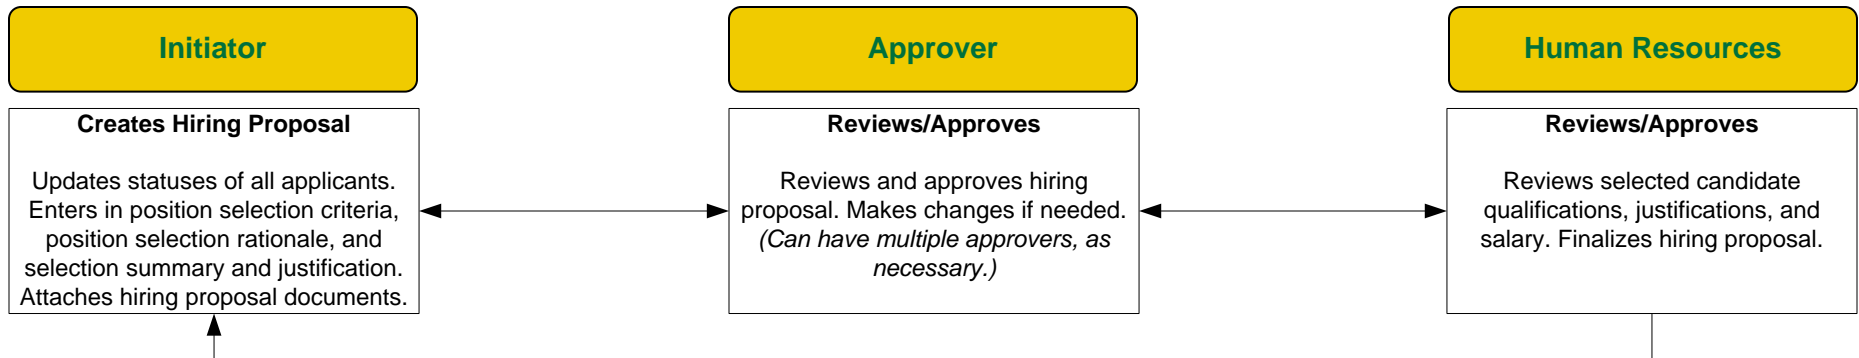 Initiator
Approver
Human Resources
Creates Hiring Proposal
Updates statuses of all applicants.
Enters in position selection criteria,
position selection rationale, and
selection summary and justification.
Attaches hiring proposal documents.
Reviews/Approves
Reviews and approves hiring
proposal. Makes changes if needed.
(Can have multiple approvers, as
necessary.)
Reviews/Approves
Reviews selected candidate
qualifications, justifications, and
salary. Finalizes hiring proposal.